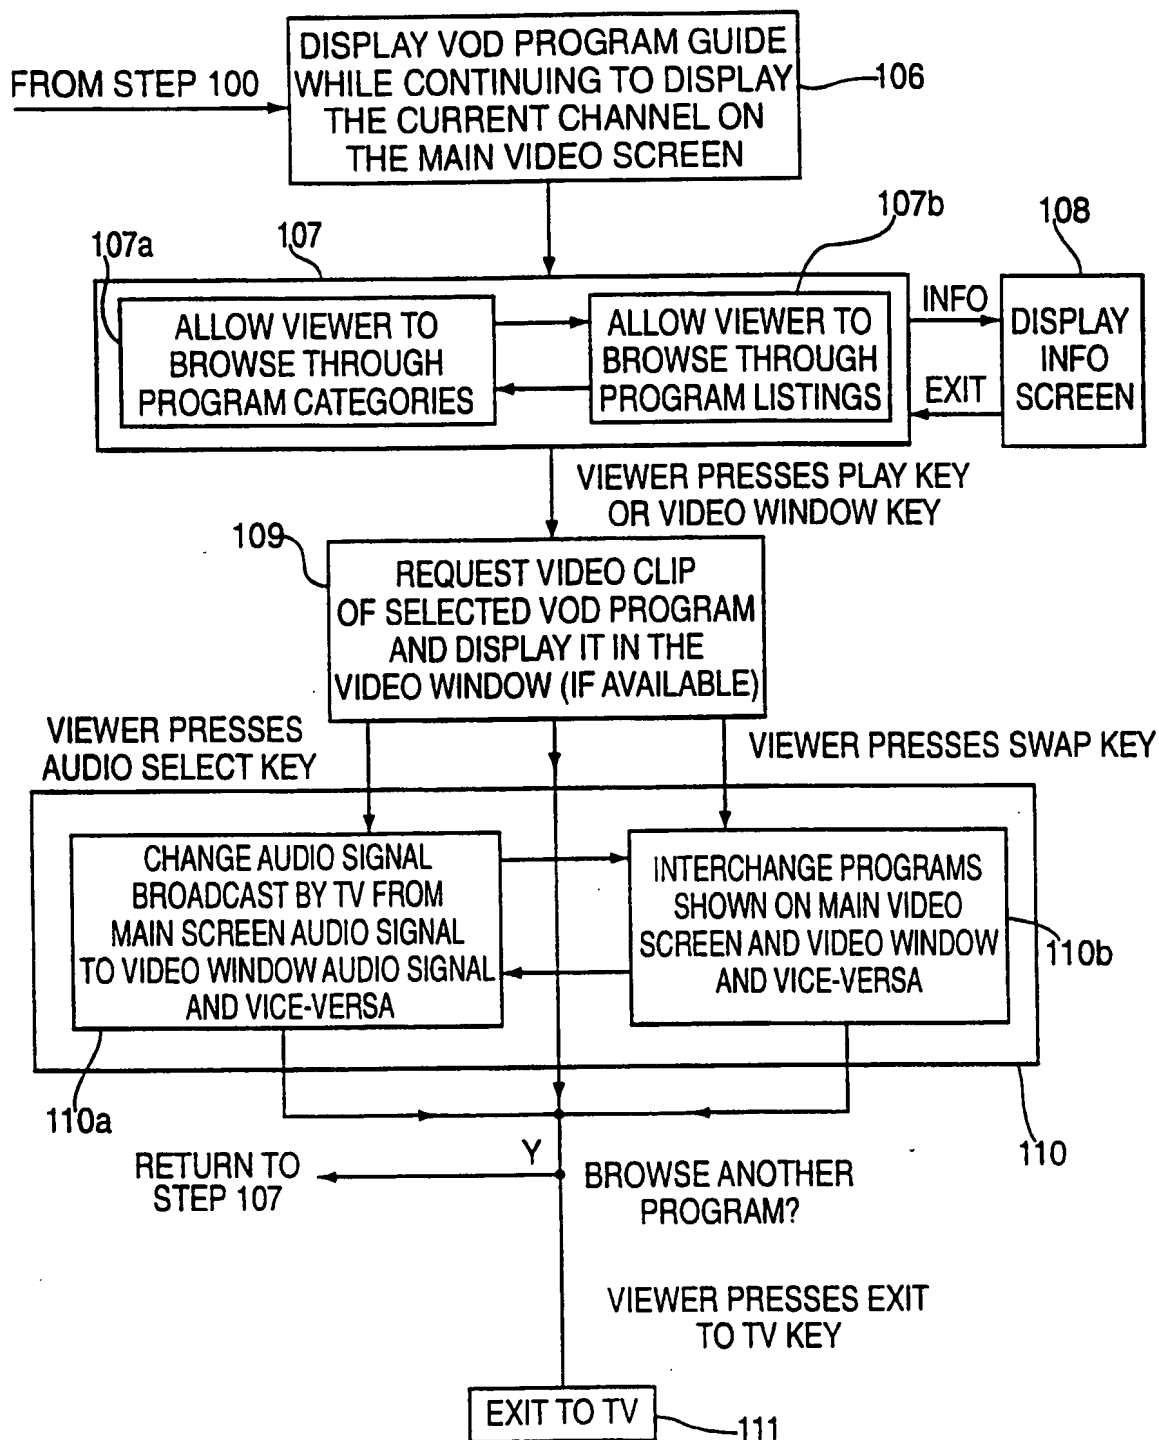 DISPLAY VOD PROGRAM GUIDE
WHILE CONTINUING TO DISPLAY
THE CURRENT CHANNEL ON
THE MAIN VIDEO SCREEN
FROM STEP 100
106
107a
107
107b
108
ALLOW VIEWER TO
BROWSE THROUGH
PROGRAM CATEGORIES
ALLOW VIEWER TO
BROWSE THROUGH
PROGRAM LISTINGS
INFO
EXIT
DISPLAY
INFO
SCREEN
VIEWER PRESSES PLAY KEY
OR VIDEO WINDOW KEY
109
REQUEST VIDEO CLIP
OF SELECTED VOD PROGRAM
AND DISPLAY IT IN THE
VIDEO WINDOW (IF AVAILABLE)
VIEWER PRESSES
AUDIO SELECT KEY
VIEWER PRESSES SWAP KEY
CHANGE AUDIO SIGNAL
BROADCAST BY TV FROM
MAIN SCREEN AUDIO SIGNAL
TO VIDEO WINDOW AUDIO SIGNAL
AND VICE-VERSA
INTERCHANGE PROGRAMS
SHOWN ON MAIN VIDEO
SCREEN AND VIDEO WINDOW
AND VICE-VERSA
110b
110a
110
Y
RETURN TO
STEP 107
BROWSE ANOTHER
PROGRAM?
VIEWER PRESSES EXIT
TO TV KEY
EXIT TO TV
111